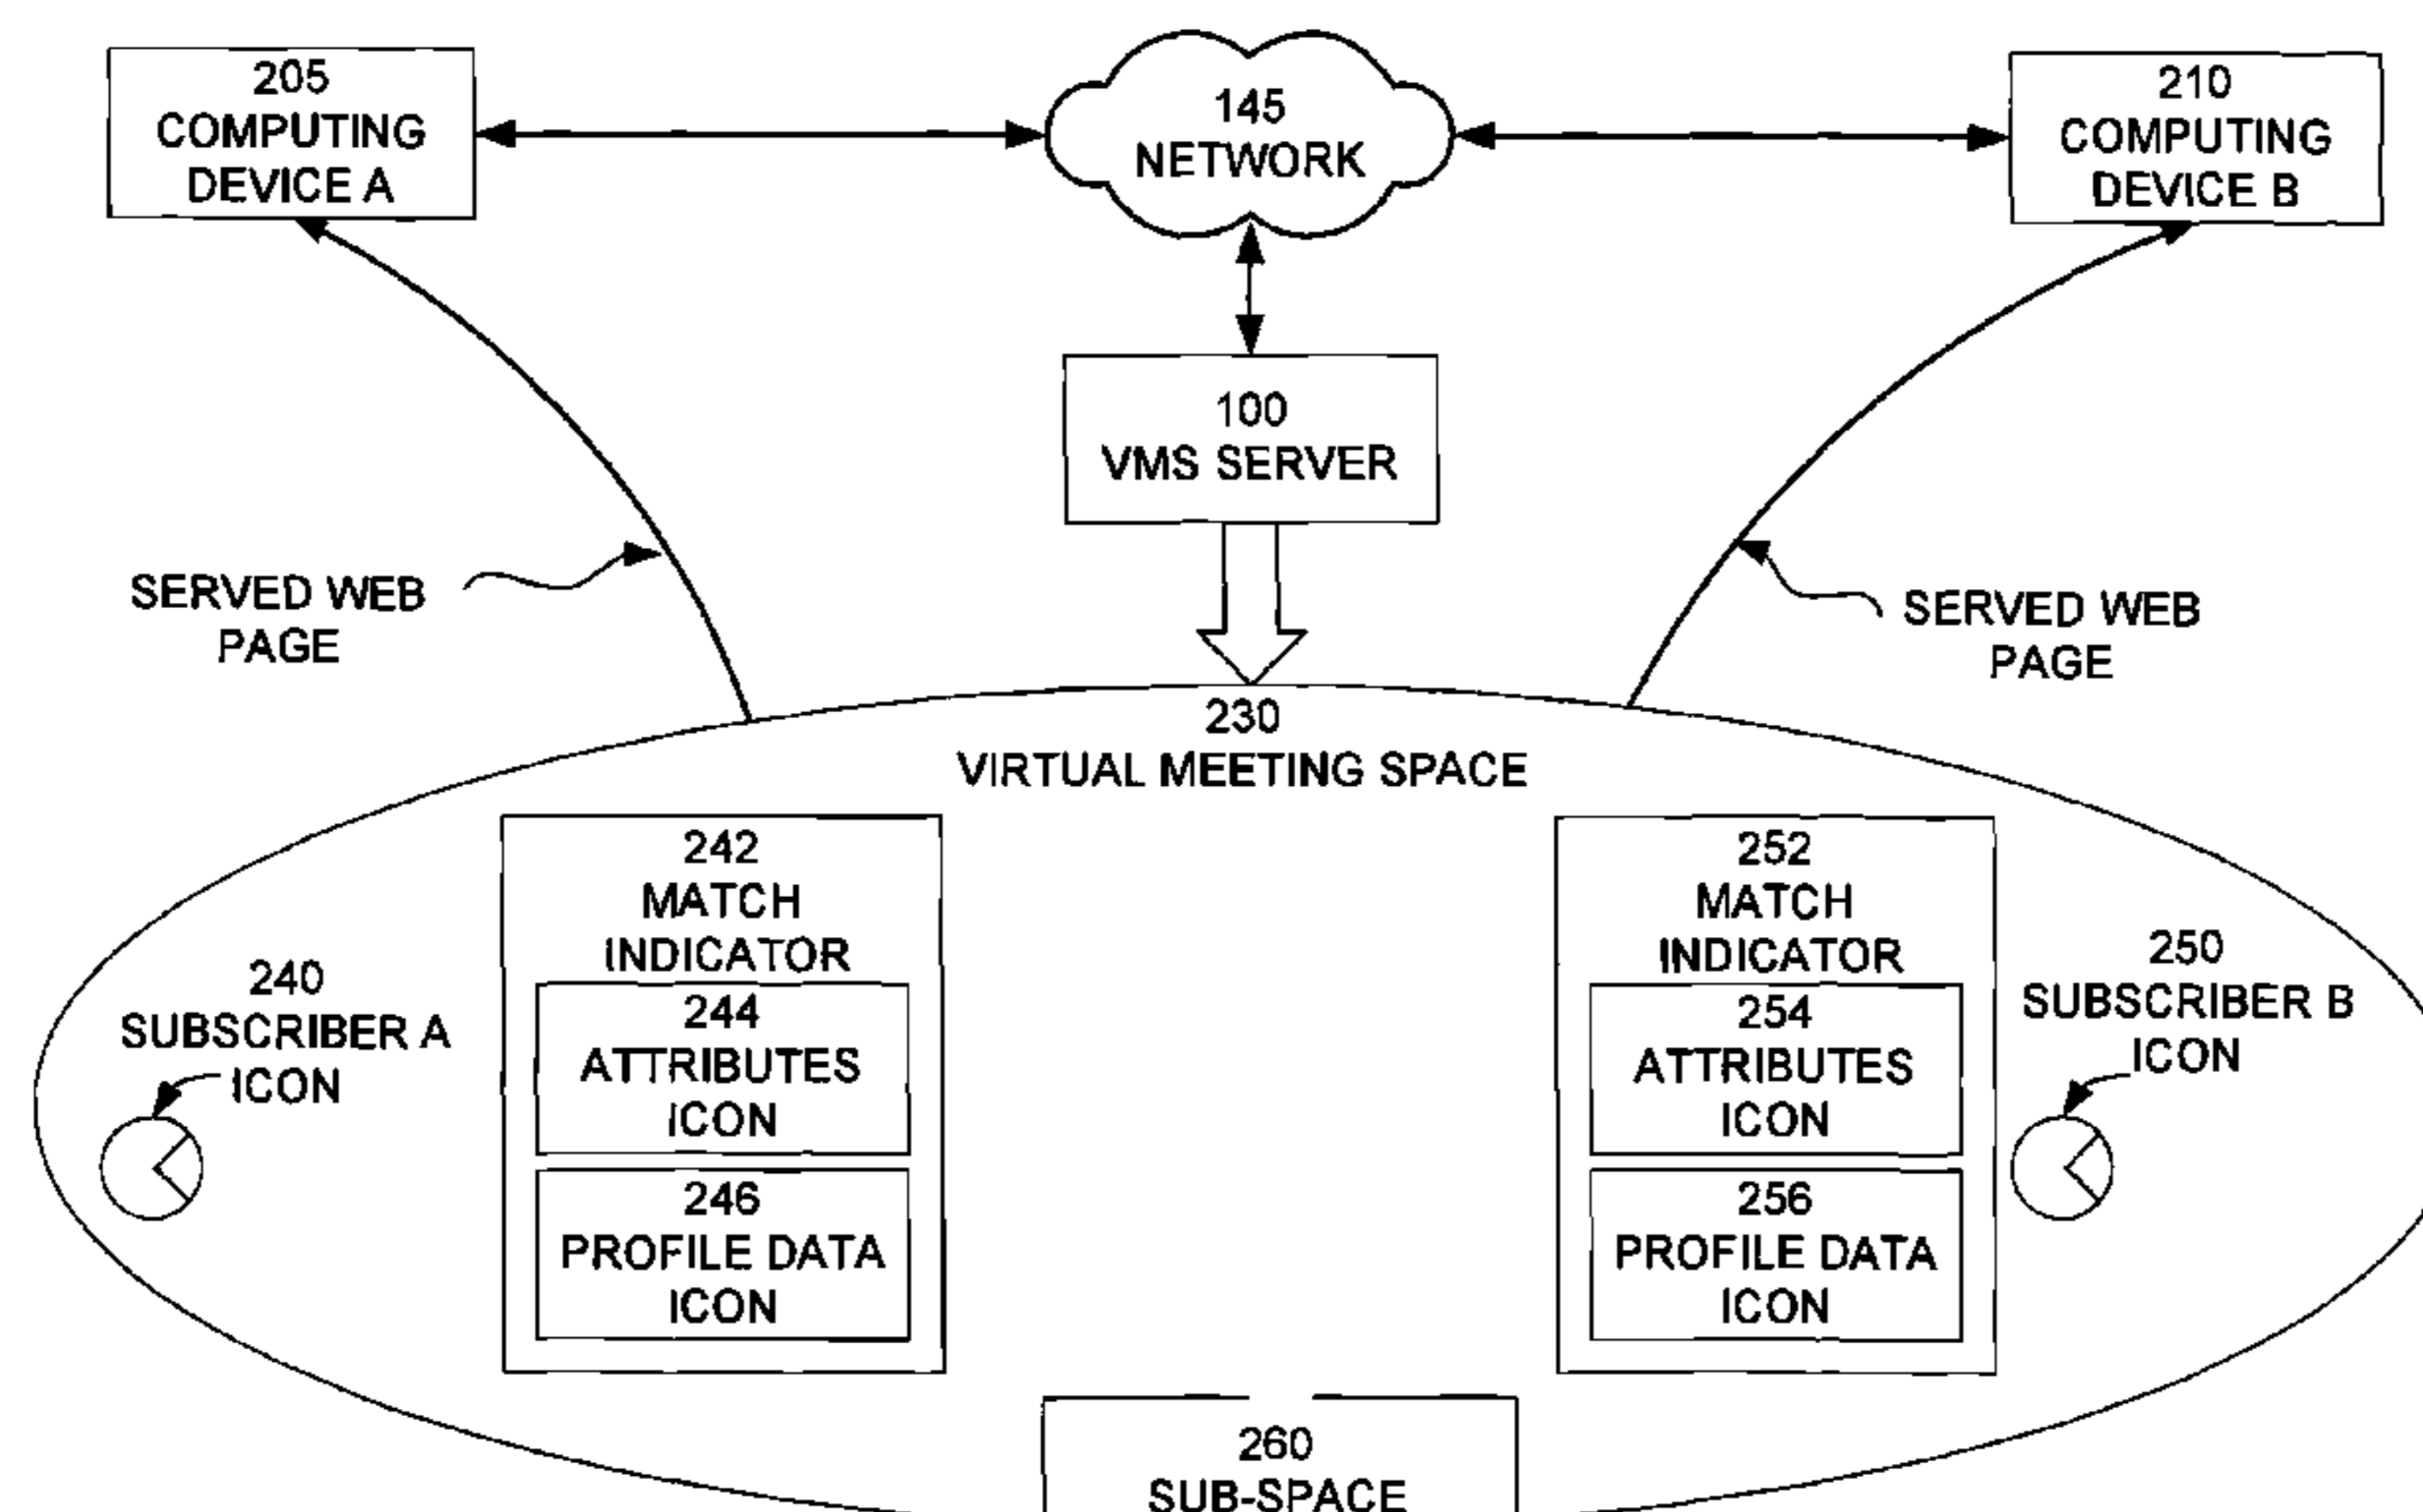 205
COMPUTING
DEVICE A
145
NETWORK
210
COMPUTING
DEVICE B
100
VMS SERVER
SERVED WEB
PAGE
SERVED WEB
PAGE
230
VIRTUAL MEETING SPACE
240
SUBSCRIBER A
ICON
242
MATCH
INDICATOR
244
ATTRIBUTES
ICON
246
PROFILE DATA
ICON
252
MATCH
INDICATOR
254
ATTRIBUTES
ICON
256
PROFILE DATA
ICON
250
SUBSCRIBER B
ICON
260
SUB-SPACE